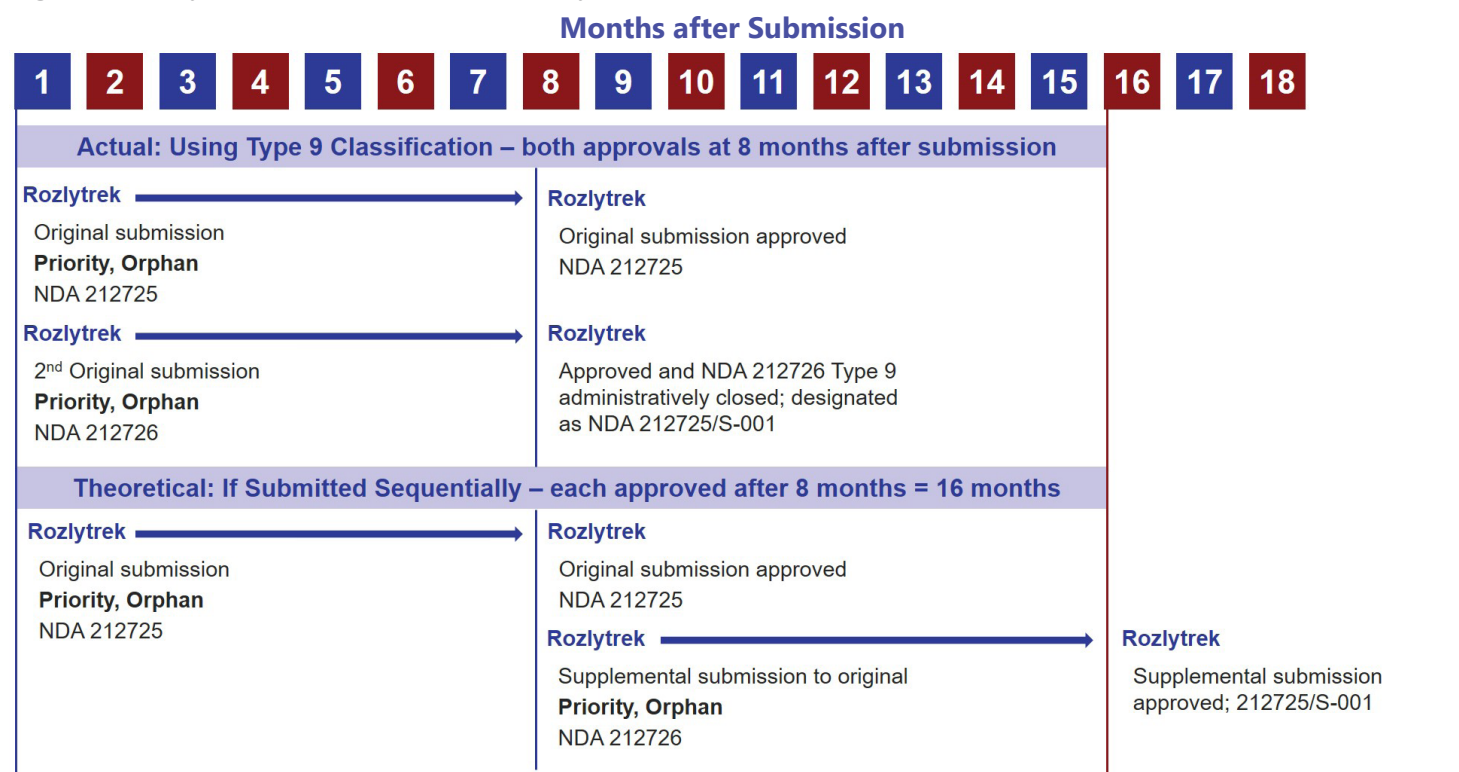 Months after Submission
1 2 3 4 5 6 7 8 9 10 11 12 13 14 15 16 17 18
Actual: Using Type 9 Classification – both approvals at 8 months after submission
Rozlytrek
Original submission
Priority, Orphan
NDA 212725
Rozlytrek
Original submission approved
NDA 212725
Rozlytrek
2nd Original submission
Priority, Orphan
NDA 212726
Rozlytrek
Approved and NDA 212726 Type 9
administratively closed; designated
as NDA 212725/S-001
Theoretical: If Submitted Sequentially – each approved after 8 months = 16 months
Rozlytrek
Original submission
Priority, Orphan
NDA 212725
Rozlytrek
Original submission approved
NDA 212725
Rozlytrek
Supplemental submission to original
Priority, Orphan
NDA 212726
Rozlytrek
Supplemental submission
approved; 212725/S-001